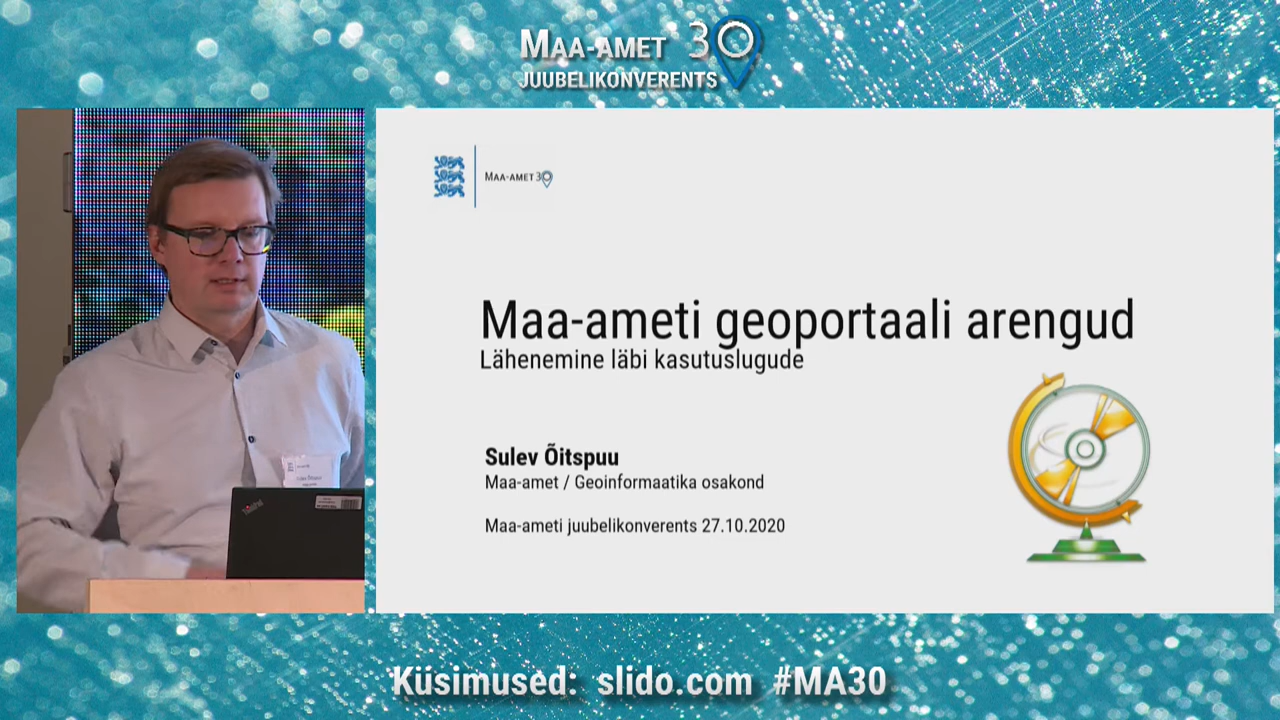 MAA-AMET 30
JUUBELIKONVERENTS
MAA-AMET 30
Maa-ameti geoportaali arengud
Lähenemine läbi kasutuslugude
Sulev Õitspuu
Maa-amet / Geoinformaatika osakond
Maa-ameti juubelikonverents 27.10.2020
ThinkPad
Küsimused: slido.com #MA30